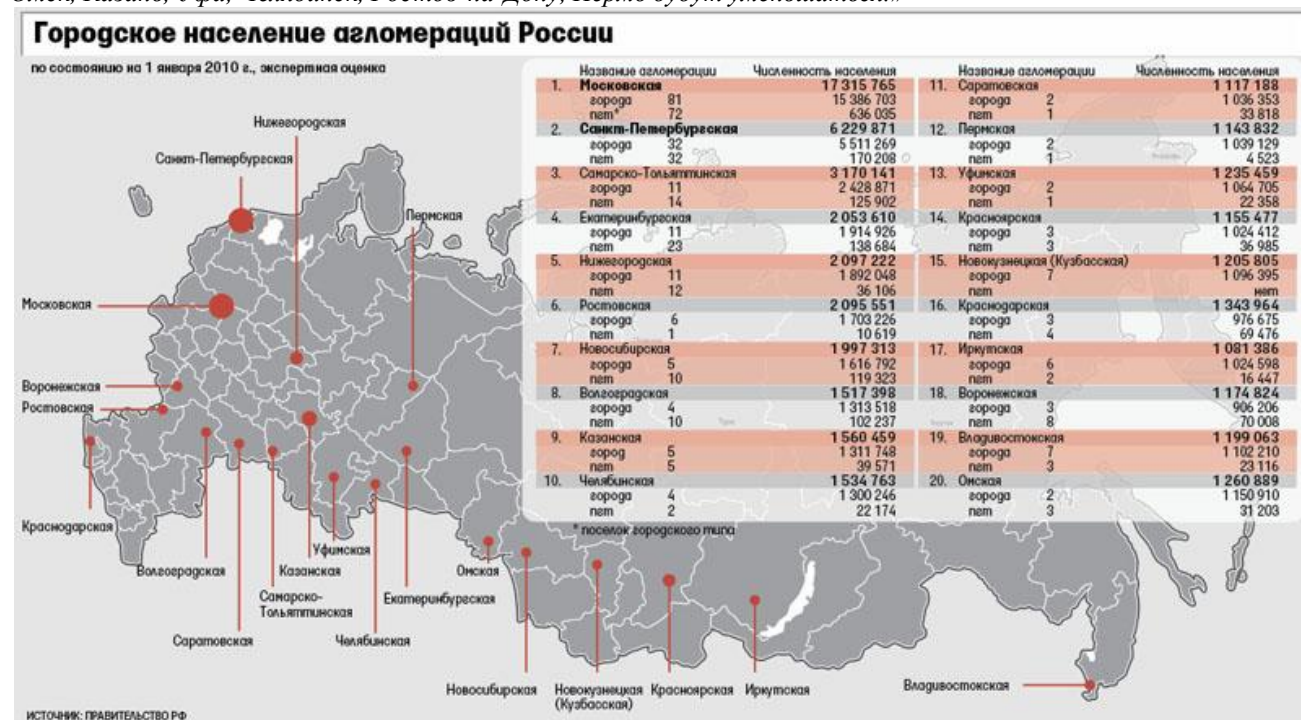 Омск, Казань, Уфа, Челябинск, Ростов-на-Дону, Пермь будут уменьшаться»
Городское население агломераций России
по состоянию на 1 января 2010 г., экспертная оценка
Название агломерации Численность населения
1. Московская 17 315 765
города 81 15 386 703
пгт* 72 636 035
2. Санкт-Петербургская 6 229 871
города 32 5 511 269
пгт 32 170 208
3. Самарско-Тольяттинская 3 170 141
города 11 2 428 871
пгт 14 125 902
4. Екатеринбургская 2 053 610
города 11 1 914 926
пгт 23 138 684
5. Нижегородская 2 097 222
города 11 1 892 048
пгт 12 36 106
6. Ростовская 2 095 551
города 6 1 703 226
пгт 1 10 619
7. Новосибирская 1 997 313
города 5 1 616 792
пгт 10 119 323
8. Волгоградская 1 517 398
города 4 1 313 518
пгт 10 102 237
9. Казанская 1 560 459
город 5 1 311 748
пгт 5 39 571
10. Челябинская 1 534 763
города 4 1 300 246
пгт 2 22 174
Название агломерации Численность населения
11. Саратовская 1 117 188
города 2 1 036 353
пгт 1 33 818
12. Пермская 1 143 832
города 2 1 039 129
пгт 1 4 523
13. Уфимская 1 235 459
города 2 1 064 705
пгт 1 22 358
14. Красноярская 1 155 477
города 3 1 024 412
пгт 3 36 985
15. Новокузнецкая (Кузбасская) 1 205 805
города 7 1 096 395
пгт нет
16. Краснодарская 1 343 964
города 3 976 675
пгт 4 69 476
17. Иркутская 1 081 386
города 6 1 024 598
пгт 2 16 447
18. Воронежская 1 174 824
города 3 906 206
пгт 8 70 008
19. Владивостокская 1 199 063
города 7 1 102 210
пгт 3 23 116
20. Омская 1 260 889
города 2 1 150 910
пгт 3 31 203
* поселок городского типа
Нижегородская
Санкт-Петербургская
Пермская
Московская
Воронежская
Ростовская
Краснодарская
Волгоградская
Саратовская
Самарско-
Тольяттинская
Казанская
Уфимская
Челябинская
Екатеринбургская
Омская
Новосибирская
Новокузнецкая
(Кузбасская)
Красноярская
Иркутская
Владивостокская
ИСТОЧНИК: ПРАВИТЕЛЬСТВО РФ